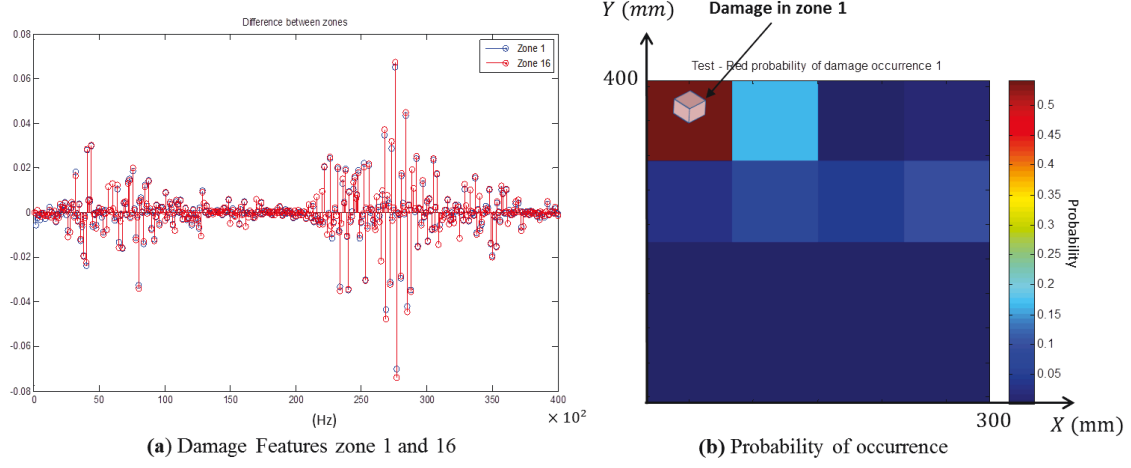 Difference between zones
0.08
0.06
0.04
0.02
0
-0.02
-0.04
-0.06
-0.08
Zone 1
Zone 16
0 50 100 150 200 250 300 350 400
(Hz)
× 10²
(a) Damage Features zone 1 and 16
Y (mm)
Damage in zone 1
Test - Red probability of damage occurrence 1
400
300
X (mm)
0.5
0.45
0.4
0.35
0.3
0.25
0.2
0.15
0.1
0.05
Probability
(b) Probability of occurrence